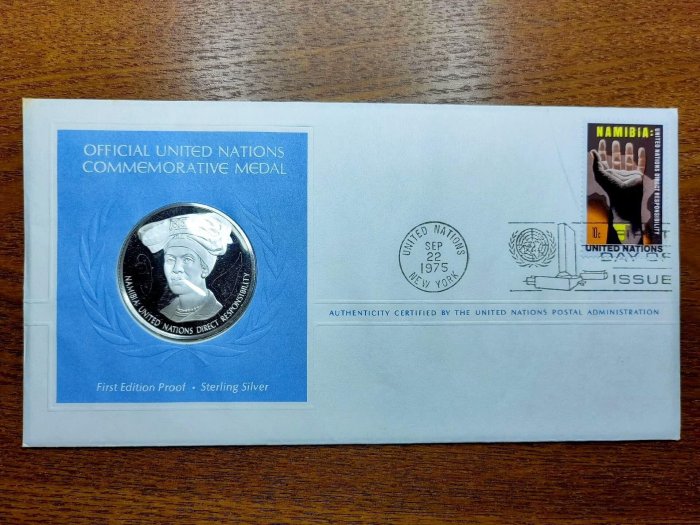 OFFICIAL UNITED NATIONS
COMMEMORATIVE MEDAL
NAMIBIA: UNITED NATIONS DIRECT RESPONSIBILITY
First Edition Proof • Sterling Silver
UNITED NATIONS
SEP
22
1975
NEW YORK
NAMIBIA:
UNITED NATIONS DIRECT RESPONSIBILITY
10c
UNITED NATIONS
FIRST
DAY OF
ISSUE
AUTHENTICITY CERTIFIED BY THE UNITED NATIONS POSTAL ADMINISTRATION